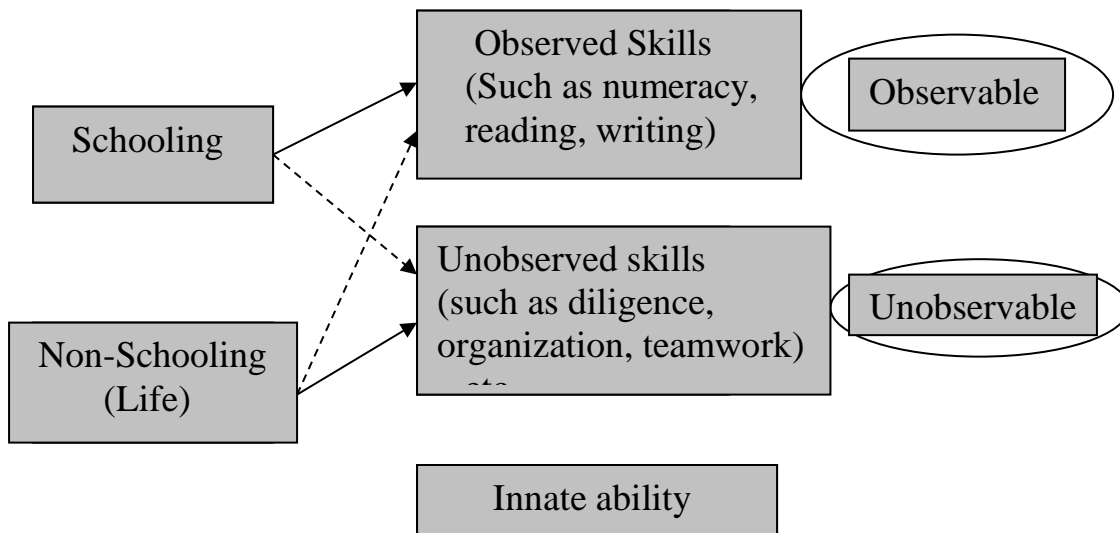 Schooling
Non-Schooling
(Life)
Observed Skills
(Such as numeracy,
reading, writing)
Unobserved skills
(such as diligence,
organization, teamwork)
Innate ability
Observable
Unobservable